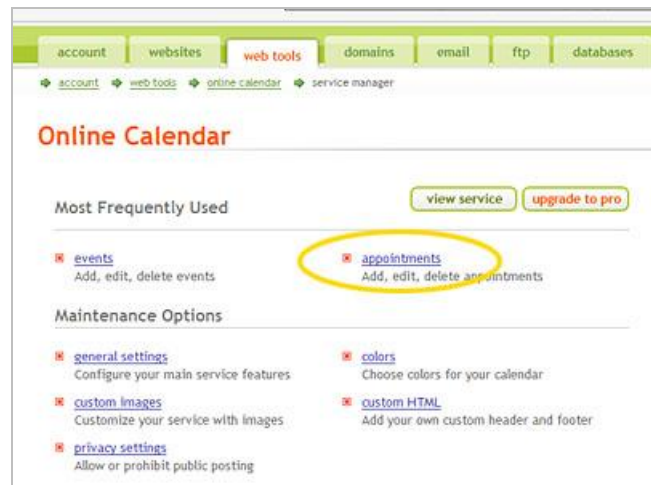 account websites web tools domains email ftp databases
account web tools online calendar service manager
Online Calendar
Most Frequently Used view service upgrade to pro
events appointments
Add, edit, delete events Add, edit, delete appointments
Maintenance Options
general settings colors
Configure your main service features Choose colors for your calendar
custom images custom HTML
Customize your service with images Add your own custom header and footer
privacy settings
Allow or prohibit public posting